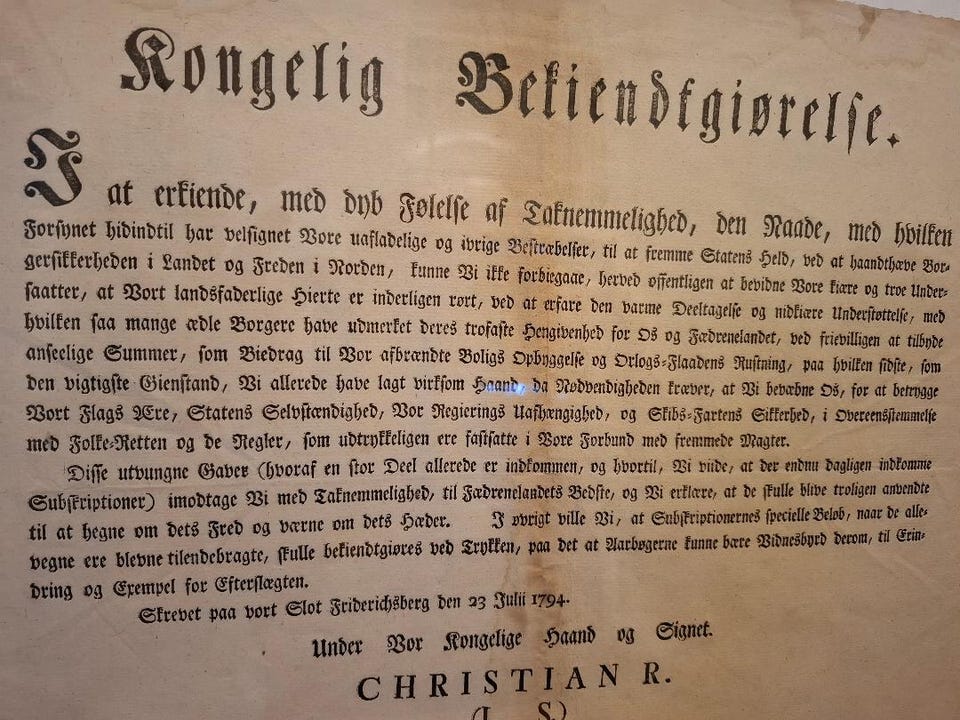 Kongelig Bekiendtgiørelse.
I at erkiende, med dyb Følelse af Taknemmelighed, den Naade, med hvilken
Forsynet hidindtil har velsignet Vore uafladelige og ivrige Bestræbelser, til at fremme Statens Held, ved at haandthæve Bor-
gersikkerheden i Landet og Freden i Norden, kunne Vi ikke forbiegaae, herved offentligen at bevidne Vore kiære og troe Under-
saatter, at Vort landsfaderlige Hierte er inderligen rørt, ved at erfare den varme Deeltagelse og nidkiære Understøttelse, med
hvilken saa mange ædle Borgere have udmerket deres trofaste Hengivenhed for Os og Fædrenelandet, ved frievilligen at tilbyde
anseelige Summer, som Biedrag til Vor afbrændte Boligs Opbyggelse og Orlogs-Flaadens Rustning, paa hvilken sidste, som
den vigtigste Gienstand, Vi allerede have lagt virksom Haand, da Nødvendigheden kræver, at Vi bevæbne Os, for at betrygge
Vort Flags Ære, Statens Selvstændighed, Vor Regierings Uafhængighed, og Skibs-Fartens Sikkerhed, i Overeensstemmelse
med Folke-Retten og de Regler, som udtrykkeligen ere fastsatte i Vore Forbund med fremmede Magter.
Disse utvungne Gaver (hvoraf en stor Deel allerede er indkommen, og hvortil, Vi viide, at der endnu dagligen indkomme
Subskriptioner) imodtage Vi med Taknemmelighed, til Fædrenelandets Bedste, og Vi erklære, at de skulle blive troligen anvendte
til at hegne om dets Fred og værne om dets Hæder. I øvrigt ville Vi, at Subskriptionernes specielle Beløb, naar de alle-
vegne ere blevne tilendebragte, skulle bekiendtgiøres ved Trykken, paa det at Aarbøgerne kunne bære Vidnesbyrd derom, til Erin-
dring og Exempel for Efterslægten.
Skrevet paa vort Slot Friderichsberg den 23 Julii 1794.
Under Vor Kongelige Haand og Signet.
CHRISTIAN R.
(L. S.)